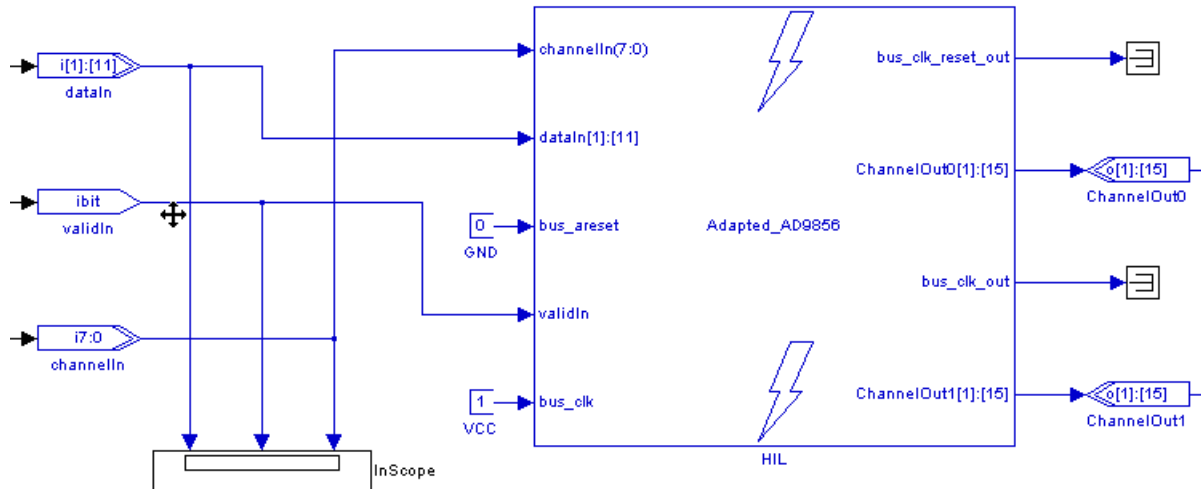 i[1]:[11]
dataIn
ibit
validIn
i7:0
channelIn
InScope
channelIn(7:0)
dataIn[1]:[11]
0
GND
bus_areset
validIn
1
VCC
bus_clk
Adapted_AD9856
HIL
bus_clk_reset_out
ChannelOut0[1]:[15]
bus_clk_out
ChannelOut1[1]:[15]
o[1]:[15]
ChannelOut0
o[1]:[15]
ChannelOut1